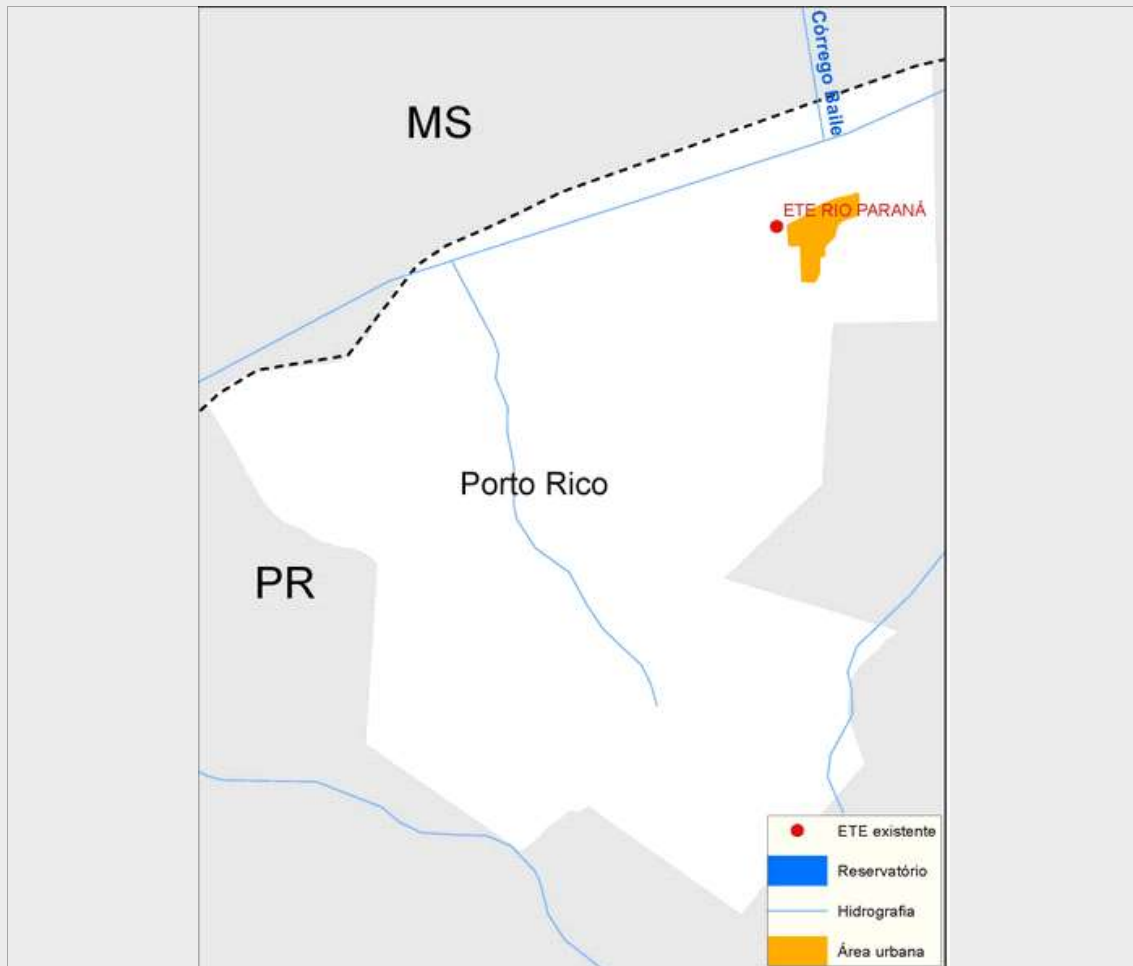 Córrego Baile
MS
ETE RIO PARANÁ
Porto Rico
PR
ETE existente
Reservatório
Hidrografia
Área urbana